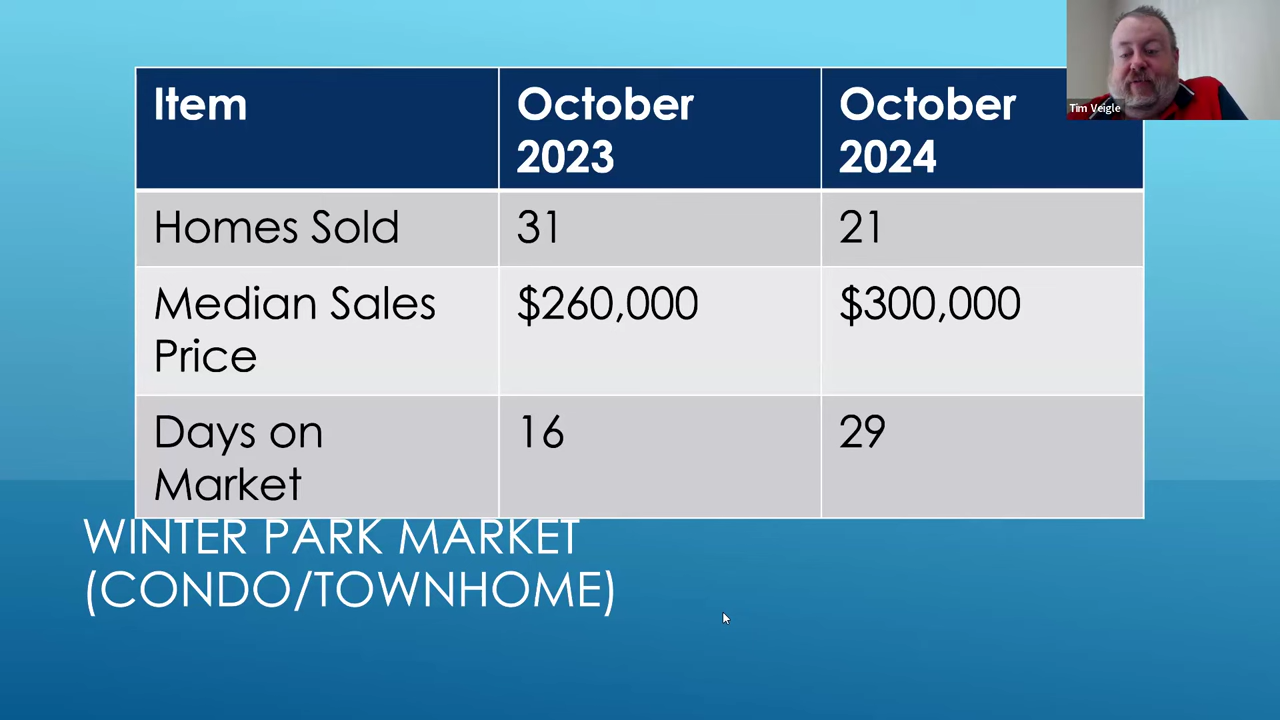 Item
October
2023
October
2024
Homes Sold
31
21
Median Sales
Price
$260,000
$300,000
Days on
Market
16
29
WINTER PARK MARKET
(CONDO/TOWNHOME)
Tim Veigle